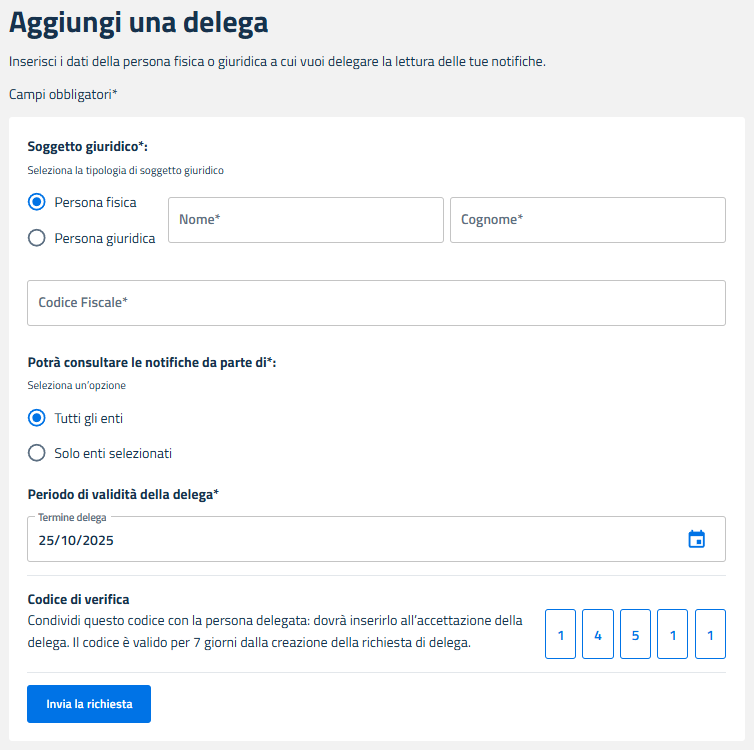 Aggiungi una delega
Inserisci i dati della persona fisica o giuridica a cui vuoi delegare la lettura delle tue notifiche.
Campi obbligatori*
Soggetto giuridico*:
Seleziona la tipologia di soggetto giuridico
Persona fisica
Nome*
Cognome*
Persona giuridica
Codice Fiscale*
Potrà consultare le notifiche da parte di*:
Seleziona un'opzione
Tutti gli enti
Solo enti selezionati
Periodo di validità della delega*
Termine delega
25/10/2025
Codice di verifica
Condividi questo codice con la persona delegata: dovrà inserirlo all'accettazione della
delega. Il codice è valido per 7 giorni dalla creazione della richiesta di delega.
1 4 5 1 1
Invia la richiesta